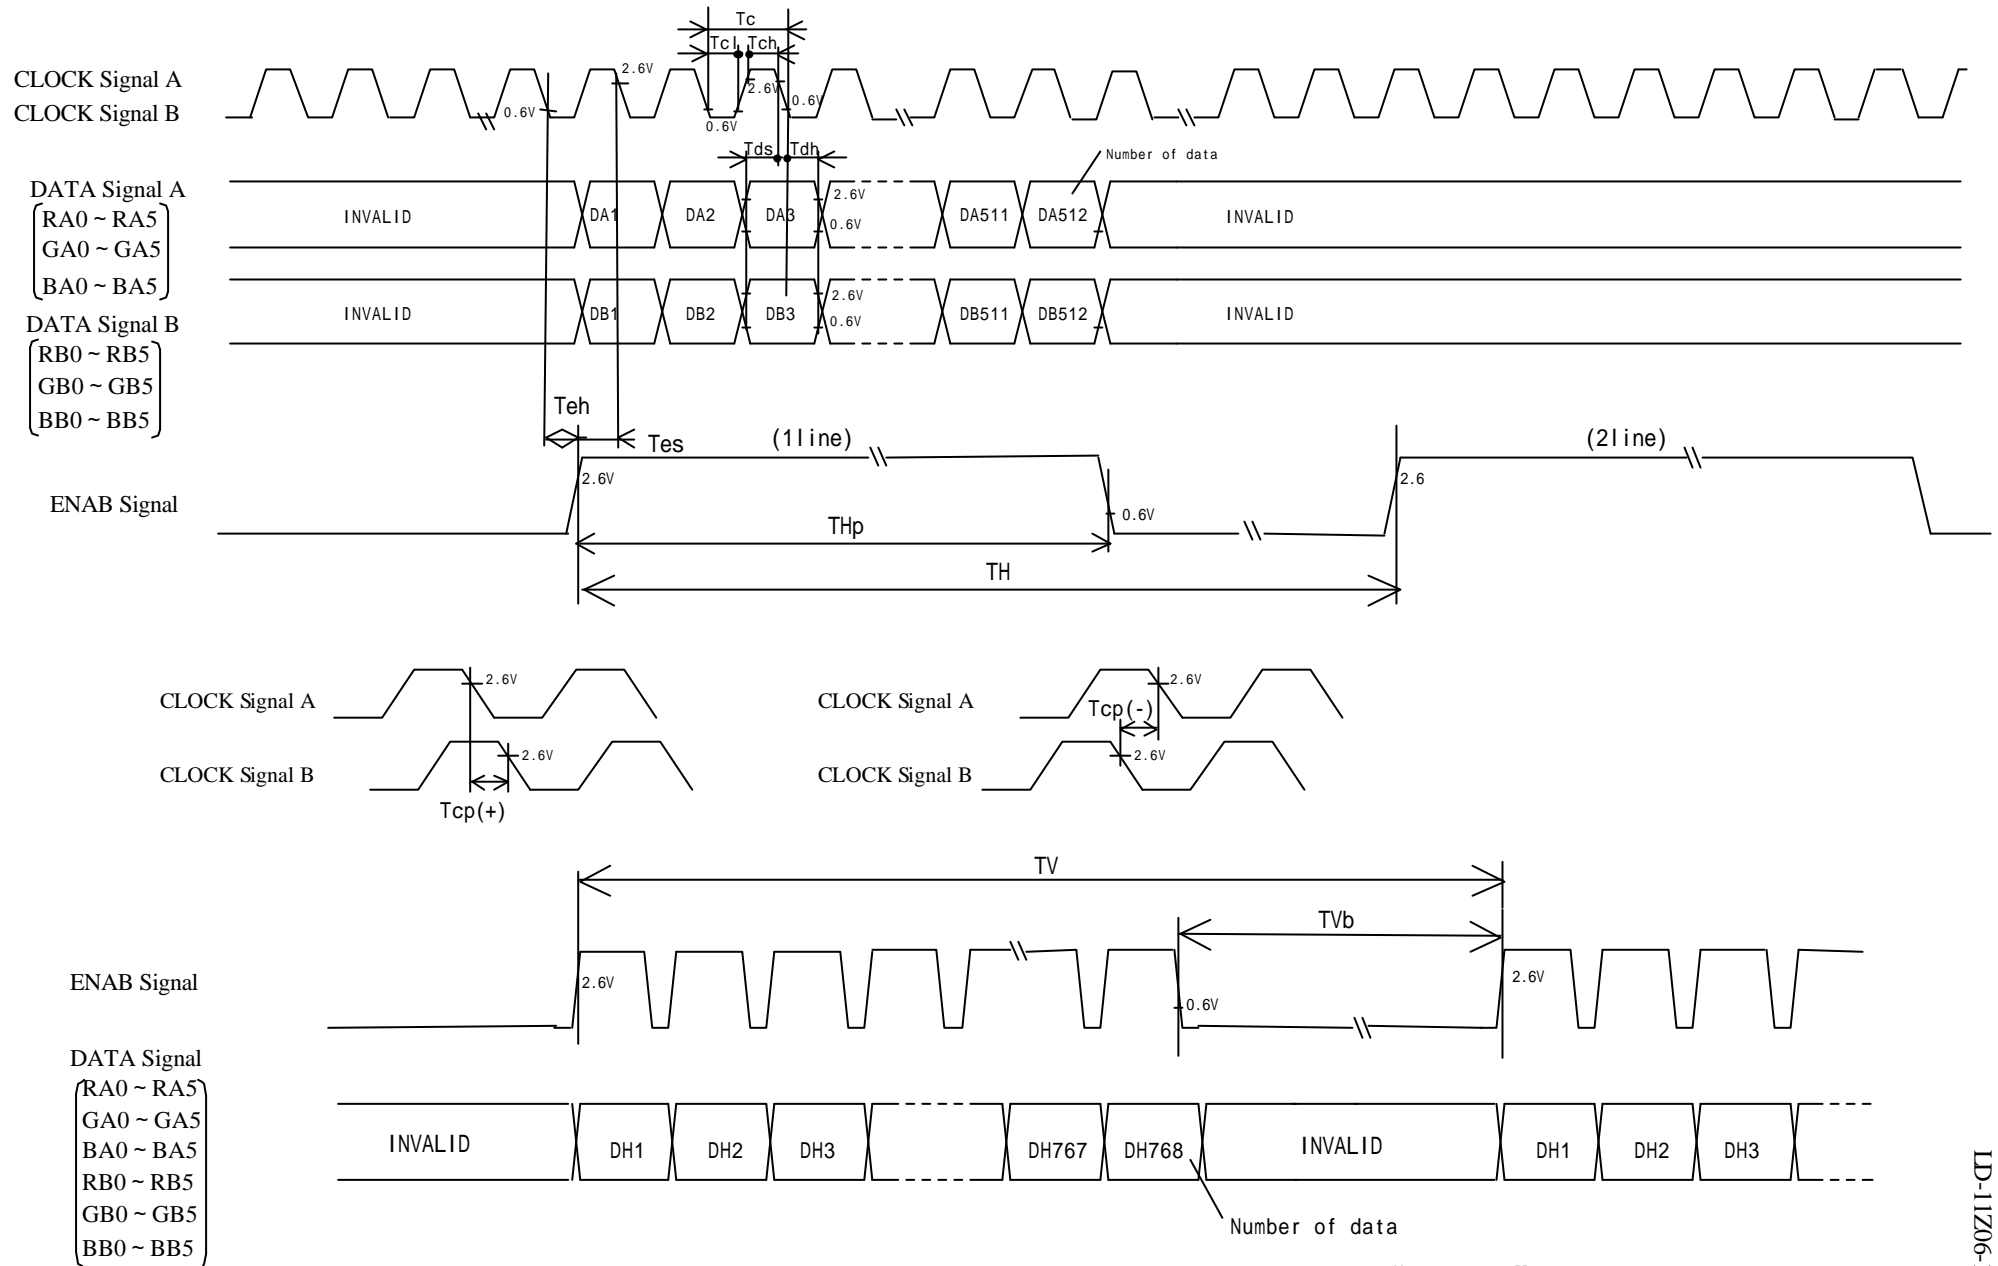 Tc
Tcl Tch
CLOCK Signal A
2.6V
2.6V
0.6V
CLOCK Signal B
0.6V
0.6V
Tds Tdh
Number of data
DATA Signal A
RA0 ~ RA5
GA0 ~ GA5
BA0 ~ BA5
INVALID DA1 DA2 DA3 2.6V 0.6V DA511 DA512 INVALID
DATA Signal B
RB0 ~ RB5
GB0 ~ GB5
BB0 ~ BB5
INVALID DB1 DB2 DB3 2.6V 0.6V DB511 DB512 INVALID
Teh
Tes
(1line)
(2line)
ENAB Signal
2.6V
0.6V
2.6
THp
TH
CLOCK Signal A
2.6V
CLOCK Signal B
2.6V
Tcp(+)
CLOCK Signal A
2.6V
Tcp(-)
CLOCK Signal B
2.6V
TV
TVb
ENAB Signal
2.6V
0.6V
2.6V
DATA Signal
RA0 ~ RA5
GA0 ~ GA5
BA0 ~ BA5
RB0 ~ RB5
GB0 ~ GB5
BB0 ~ BB5
INVALID DH1 DH2 DH3 DH767 DH768 INVALID DH1 DH2 DH3
Number of data
LD-11Z06-